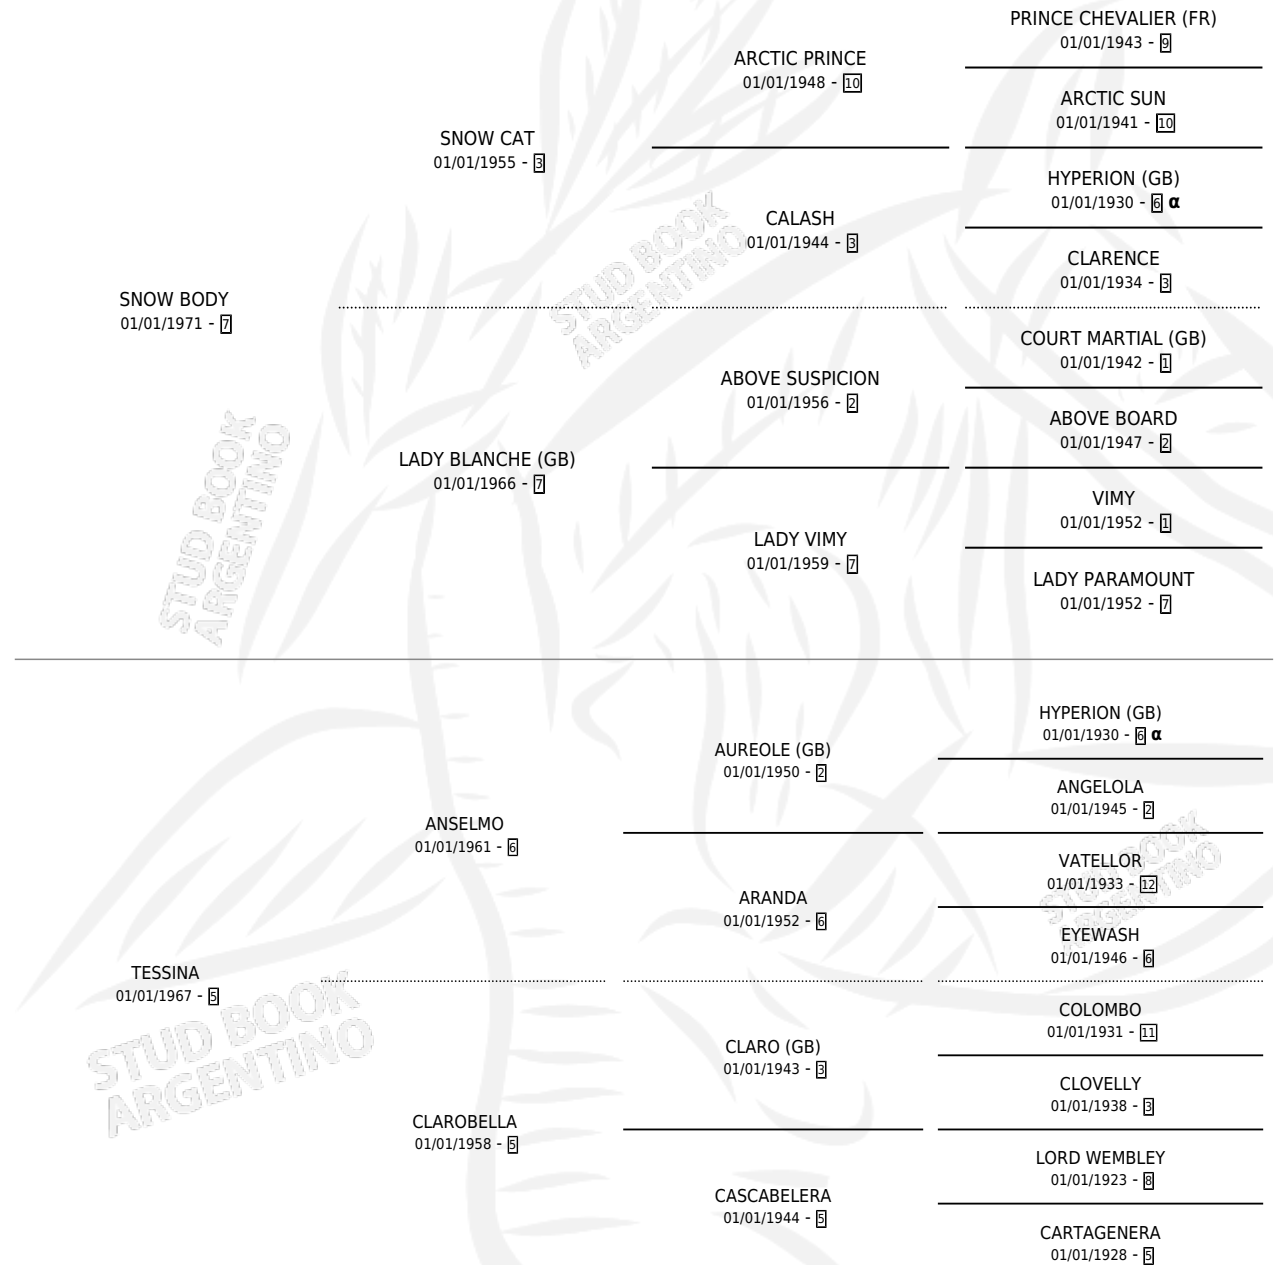 PRINCE CHEVALIER (FR)
01/01/1943 - 9
ARCTIC PRINCE
01/01/1948 - 10
ARCTIC SUN
01/01/1941 - 10
SNOW CAT
01/01/1955 - 3
HYPERION (GB)
01/01/1930 - 6 α
CALASH
01/01/1944 - 3
CLARENCE
01/01/1934 - 3
SNOW BODY
01/01/1971 - 7
COURT MARTIAL (GB)
01/01/1942 - 1
ABOVE SUSPICION
01/01/1956 - 2
ABOVE BOARD
01/01/1947 - 2
LADY BLANCHE (GB)
01/01/1966 - 7
VIMY
01/01/1952 - 1
LADY VIMY
01/01/1959 - 7
LADY PARAMOUNT
01/01/1952 - 7
HYPERION (GB)
01/01/1930 - 6 α
AUREOLE (GB)
01/01/1950 - 2
ANGELOLA
01/01/1945 - 2
ANSELMO
01/01/1961 - 6
VATELLOR
01/01/1933 - 12
ARANDA
01/01/1952 - 6
EYEWASH
01/01/1946 - 6
TESSINA
01/01/1967 - 5
COLOMBO
01/01/1931 - 11
CLARO (GB)
01/01/1943 - 3
CLOVELLY
01/01/1938 - 3
CLAROBELLA
01/01/1958 - 5
LORD WEMBLEY
01/01/1923 - 8
CASCABELERA
01/01/1944 - 5
CARTAGENERA
01/01/1928 - 5
STUD BOOK
ARGENTINO
STUD BOOK
ARGENTINO
STUD BOOK
ARGENTINO
STUD BOOK
ARGENTINO